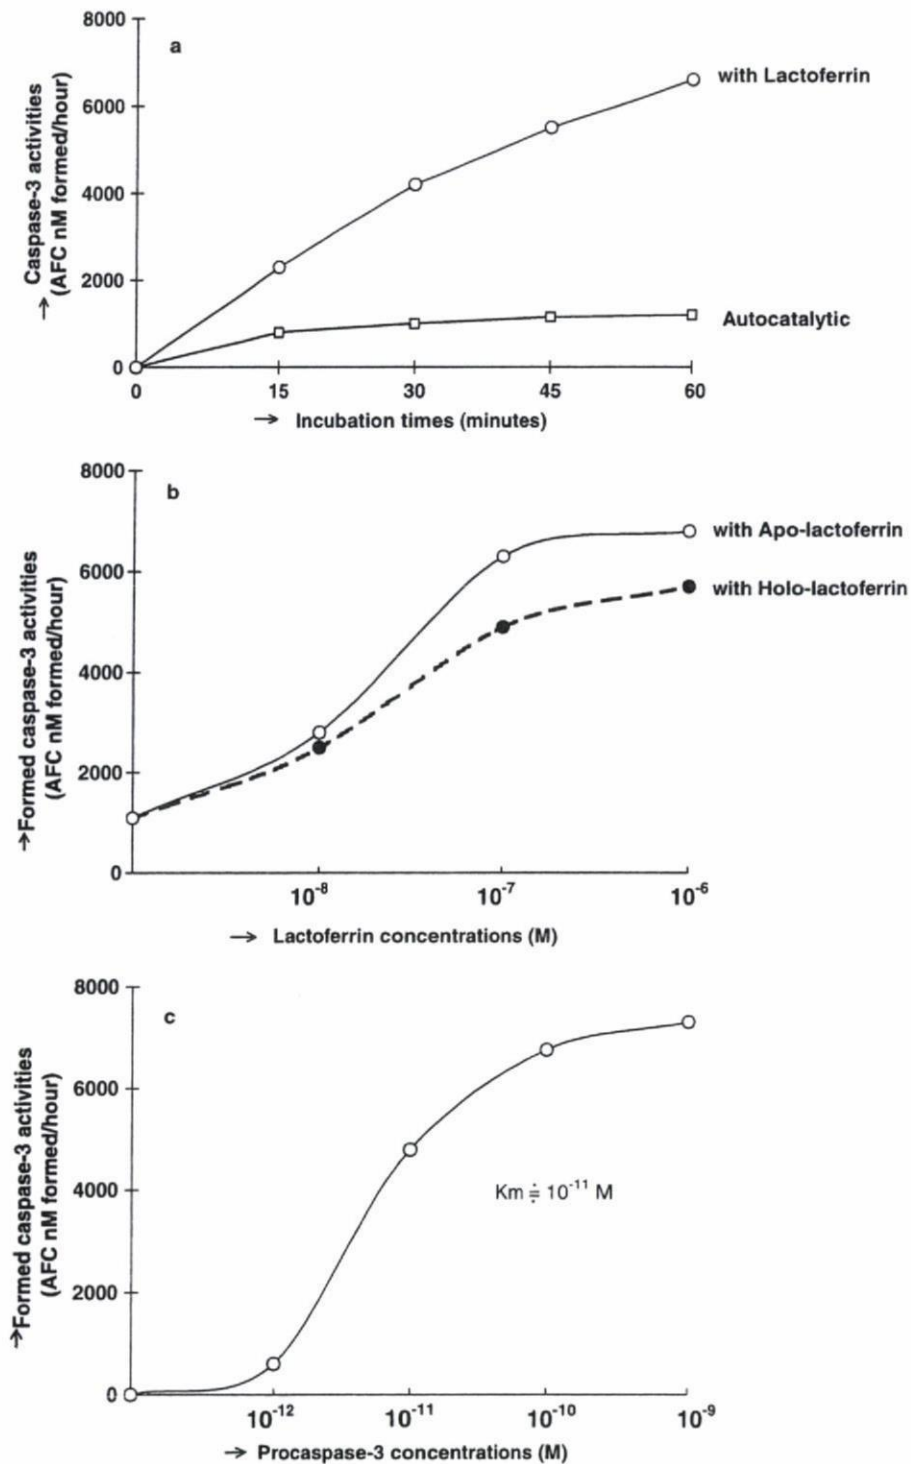 8000
a
with Lactoferrin
6000
→ Caspase-3 activities
(AFC nM formed/hour)
4000
2000
Autocatalytic
0
0 15 30 45 60
→ Incubation times (minutes)
8000
b
with Apo-lactoferrin
6000
with Holo-lactoferrin
→Formed caspase-3 activities
(AFC nM formed/hour)
4000
2000
0
10⁻⁸ 10⁻⁷ 10⁻⁶
→ Lactoferrin concentrations (M)
8000
c
6000
→Formed caspase-3 activities
(AFC nM formed/hour)
4000
Km ≑ 10⁻¹¹ M
2000
0
10⁻¹² 10⁻¹¹ 10⁻¹⁰ 10⁻⁹
→ Procaspase-3 concentrations (M)